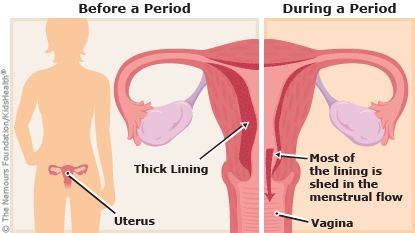 Before a Period
During a Period
Thick Lining
Uterus
Most of
the lining is
shed in the
menstrual flow
Vagina
© The Nemours Foundation/KidsHealth®